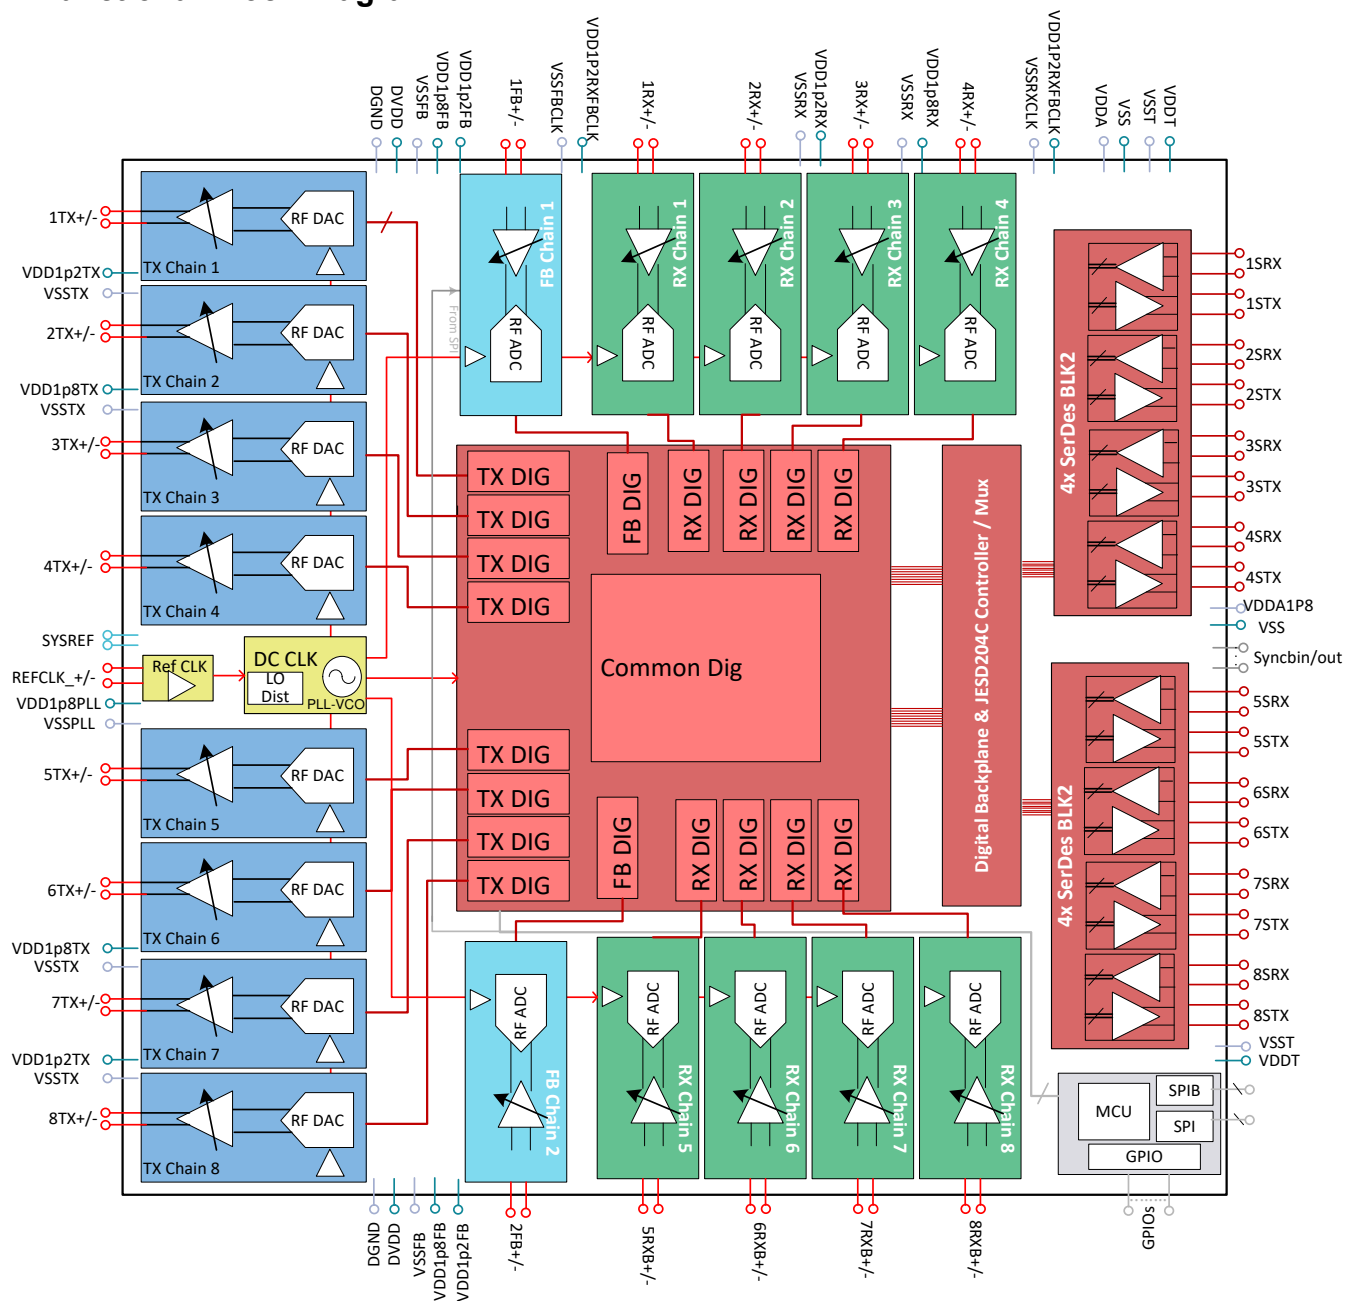 DGND
DVDD
VSSFB
VDD1p8FB
VDD1p2FB
1FB+/-
VSSFBCLK
VDD1P2RXFBCLK
1RX+/-
2RX+/-
VSSRX
VDD1p2RX
3RX+/-
VSSRX
VDD1p8RX
4RX+/-
VSSRXCLK
VDD1P2RXFBCLK
VDDA
VSS
VSST
VDDT
1TX+/-
VDD1p2TX
VSSTX
2TX+/-
VDD1p8TX
VSSTX
3TX+/-
4TX+/-
SYSREF
REFCLK_+/-
VDD1p8PLL
VSSPLL
5TX+/-
6TX+/-
VDD1p8TX
VSSTX
7TX+/-
VDD1p2TX
VSSTX
8TX+/-
RF DAC
TX Chain 1
RF DAC
TX Chain 2
RF DAC
TX Chain 3
RF DAC
TX Chain 4
Ref CLK
DC CLK
LO
Dist
PLL-VCO
RF DAC
TX Chain 5
RF DAC
TX Chain 6
RF DAC
TX Chain 7
RF DAC
TX Chain 8
From SPI
FB Chain 1
RF ADC
RX Chain 1
RF ADC
RX Chain 2
RF ADC
RX Chain 3
RF ADC
RX Chain 4
RF ADC
TX DIG
TX DIG
TX DIG
TX DIG
FB DIG
RX DIG
RX DIG
RX DIG
RX DIG
Common Dig
TX DIG
TX DIG
TX DIG
TX DIG
FB DIG
RX DIG
RX DIG
RX DIG
RX DIG
Digital Backplane & JESD204C Controller / Mux
4x SerDes BLK2
4x SerDes BLK2
1SRX
1STX
2SRX
2STX
3SRX
3STX
4SRX
4STX
VDDA1P8
VSS
Syncbin/out
5SRX
5STX
6SRX
6STX
7SRX
7STX
8SRX
8STX
VSST
VDDT
RF ADC
FB Chain 2
RF ADC
RX Chain 5
RF ADC
RX Chain 6
RF ADC
RX Chain 7
RF ADC
RX Chain 8
MCU
SPIB
SPI
GPIO
DGND
DVDD
VSSFB
VDD1p8FB
VDD1p2FB
2FB+/-
5RXB+/-
6RXB+/-
7RXB+/-
8RXB+/-
GPIOs